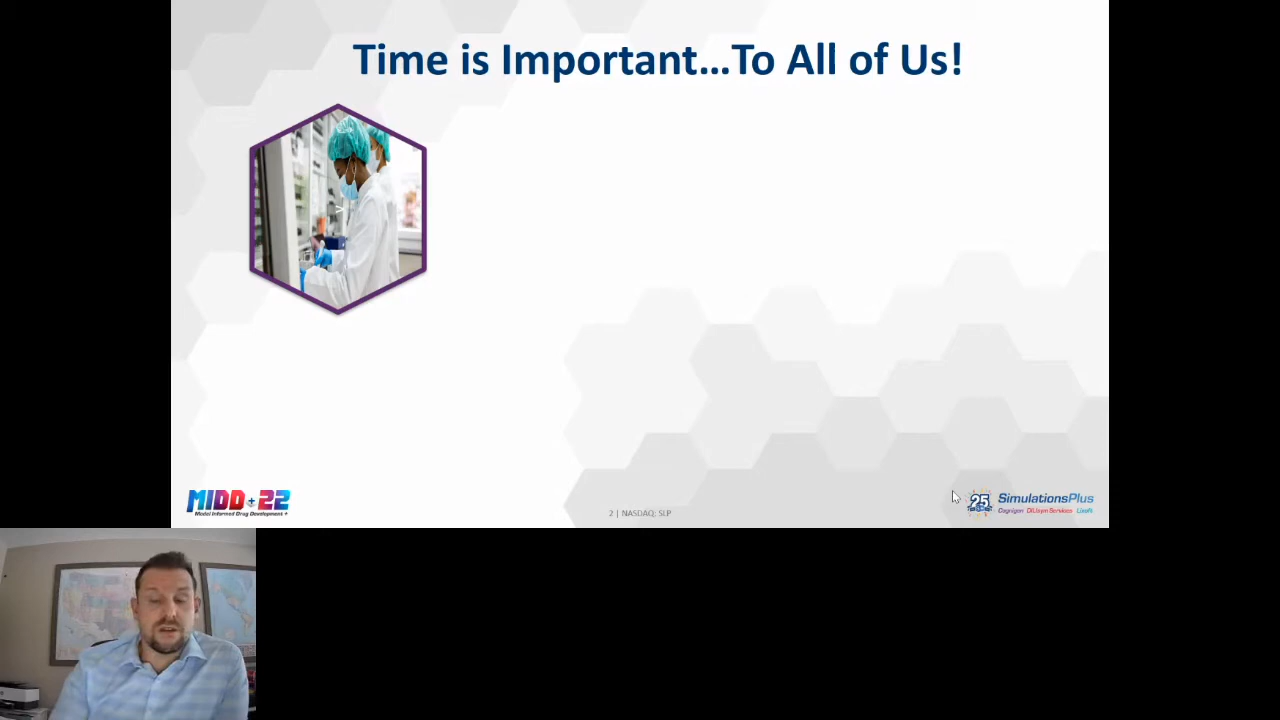 Time is Important...To All of Us!
MIDD+22
Model Informed Drug Development +
2 | NASDAQ: SLP
25
SimulationsPlus
Cognigen DILIsym Services Lixoft